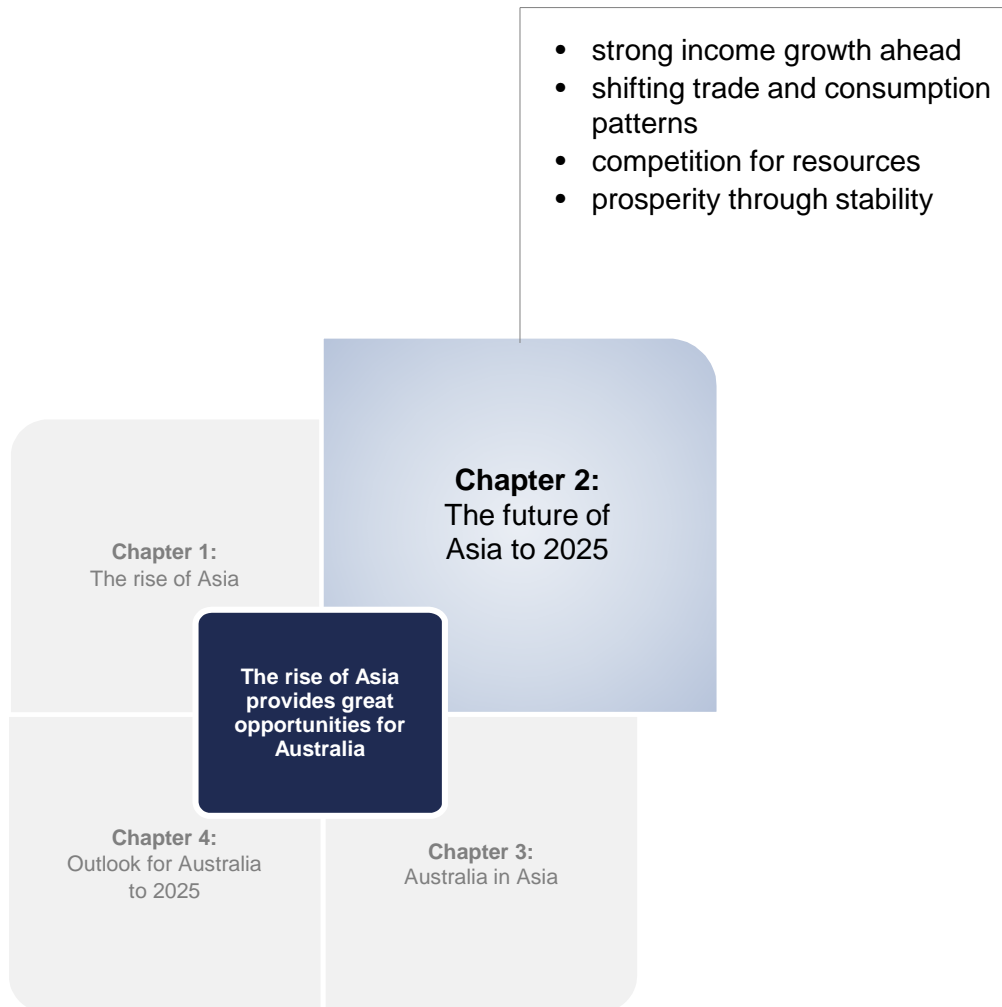 • strong income growth ahead
• shifting trade and consumption
patterns
• competition for resources
• prosperity through stability
Chapter 2:
The future of
Asia to 2025
Chapter 1:
The rise of Asia
The rise of Asia
provides great
opportunities for
Australia
Chapter 4:
Outlook for Australia
to 2025
Chapter 3:
Australia in Asia